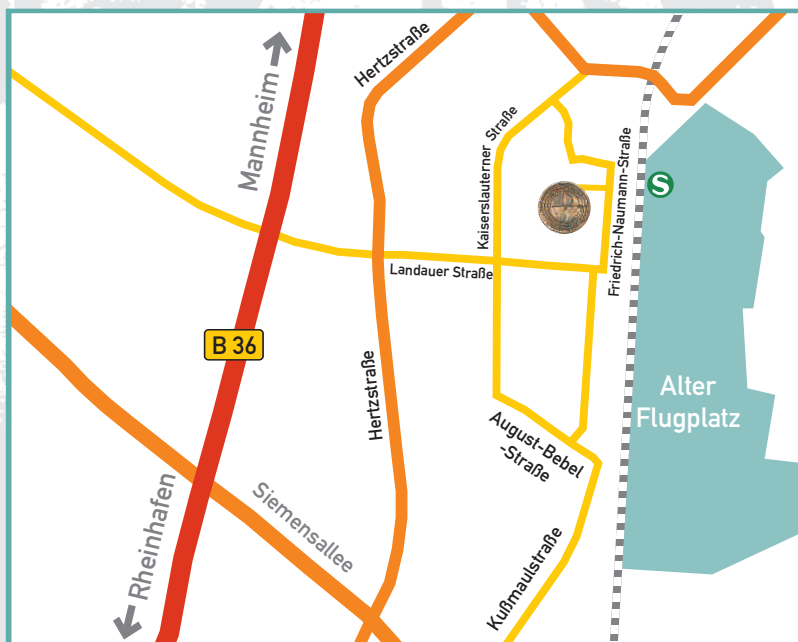 Hertzstraße
Mannheim
Kaiserslauterner Straße
Friedrich-Naumann-Straße
S
Landauer Straße
B 36
Hertzstraße
Alter
Flugplatz
August-Bebel
-Straße
Siemensallee
Rheinhafen
Kußmaulstraße